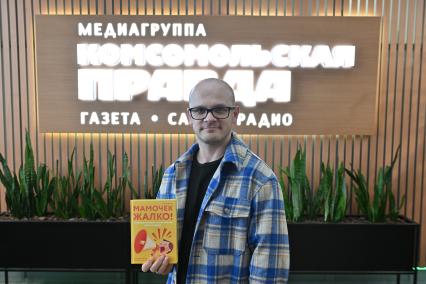 МЕДИАГРУППА
КОМСОМОЛЬСКАЯ
ПРАВДА
ГАЗЕТА • РАДИО
МАМОЧЕК
ЖАЛКО!